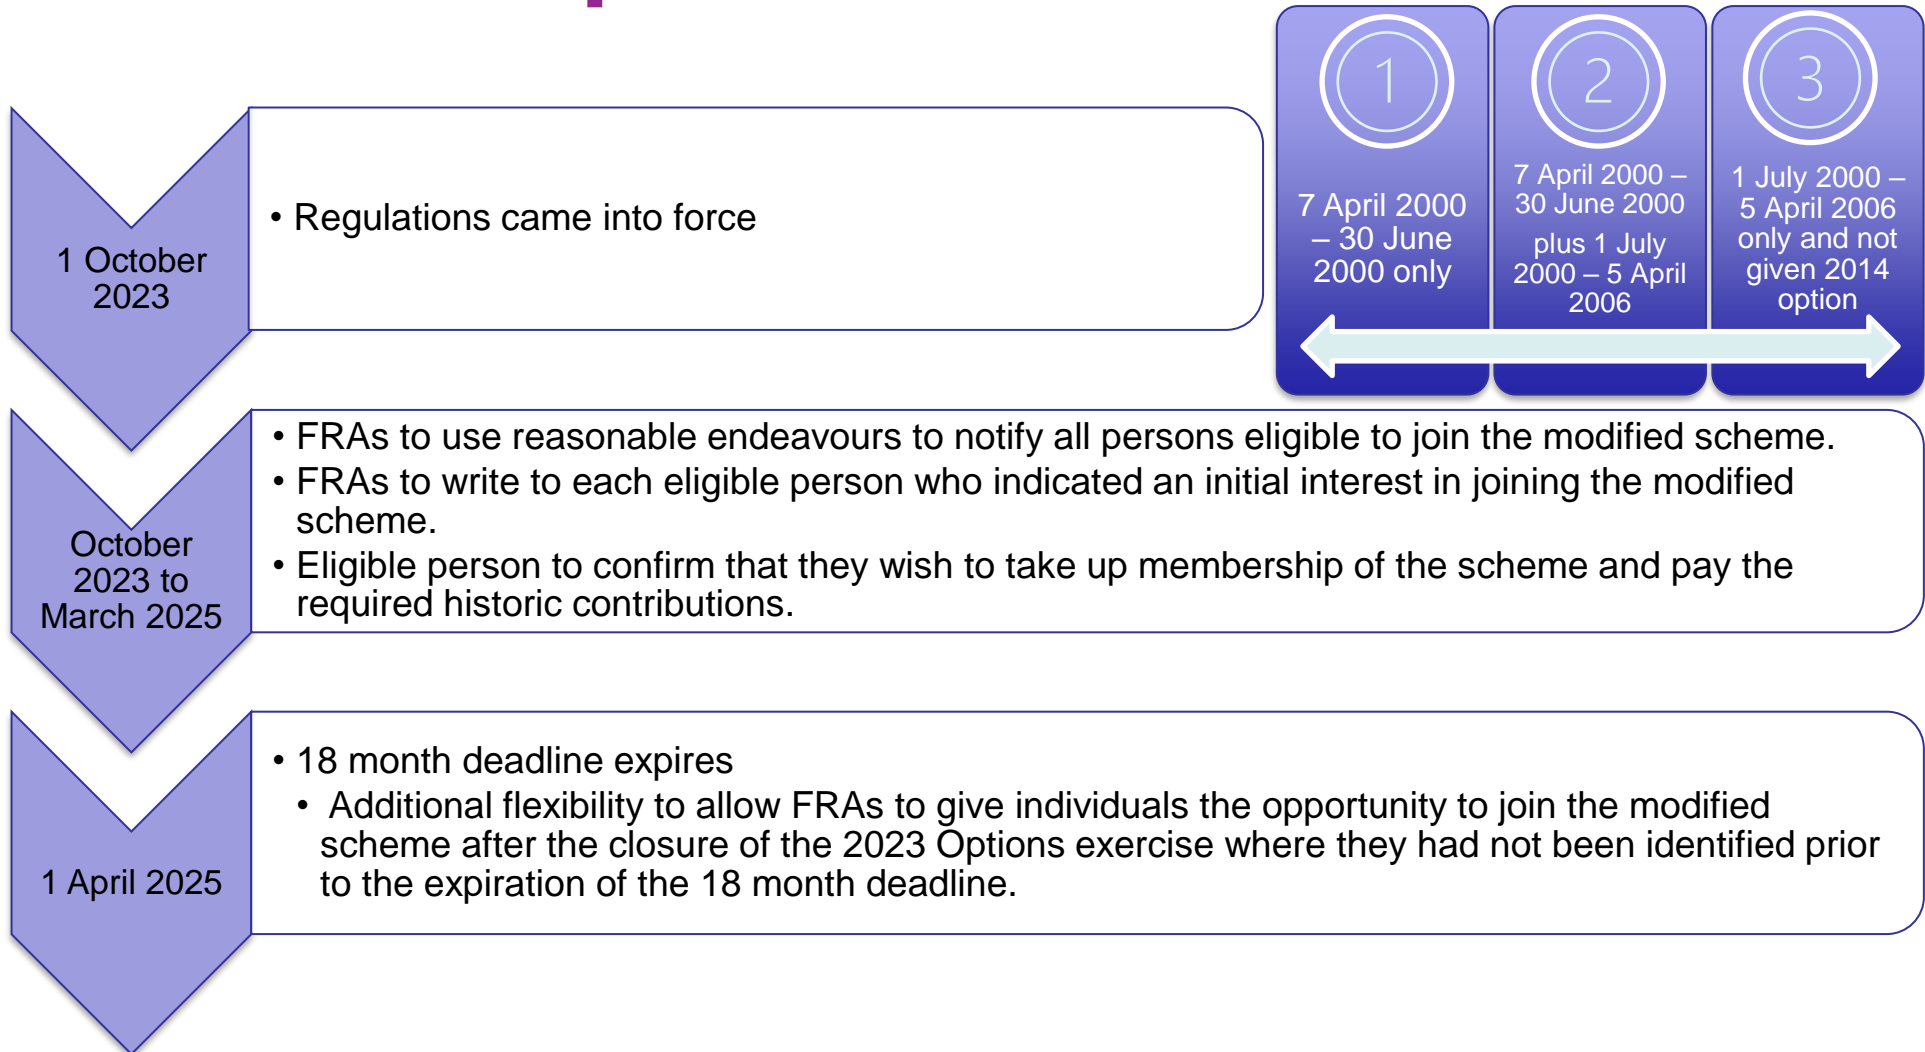 1 October
2023
• Regulations came into force
1
7 April 2000
– 30 June
2000 only
2
7 April 2000 –
30 June 2000
plus 1 July
2000 – 5 April
2006
3
1 July 2000 –
5 April 2006
only and not
given 2014
option
October
2023 to
March 2025
• FRAs to use reasonable endeavours to notify all persons eligible to join the modified scheme.
• FRAs to write to each eligible person who indicated an initial interest in joining the modified
scheme.
• Eligible person to confirm that they wish to take up membership of the scheme and pay the
required historic contributions.
1 April 2025
• 18 month deadline expires
• Additional flexibility to allow FRAs to give individuals the opportunity to join the modified
scheme after the closure of the 2023 Options exercise where they had not been identified prior
to the expiration of the 18 month deadline.